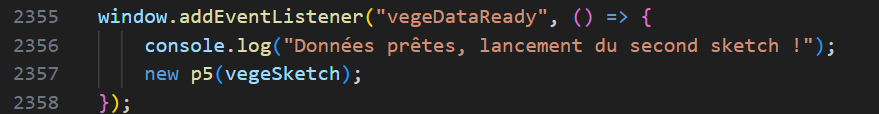 2355 window.addEventListener("vegeDataReady", () => {
2356 console.log("Données prêtes, lancement du second sketch !");
2357 new p5(vegeSketch);
2358 });